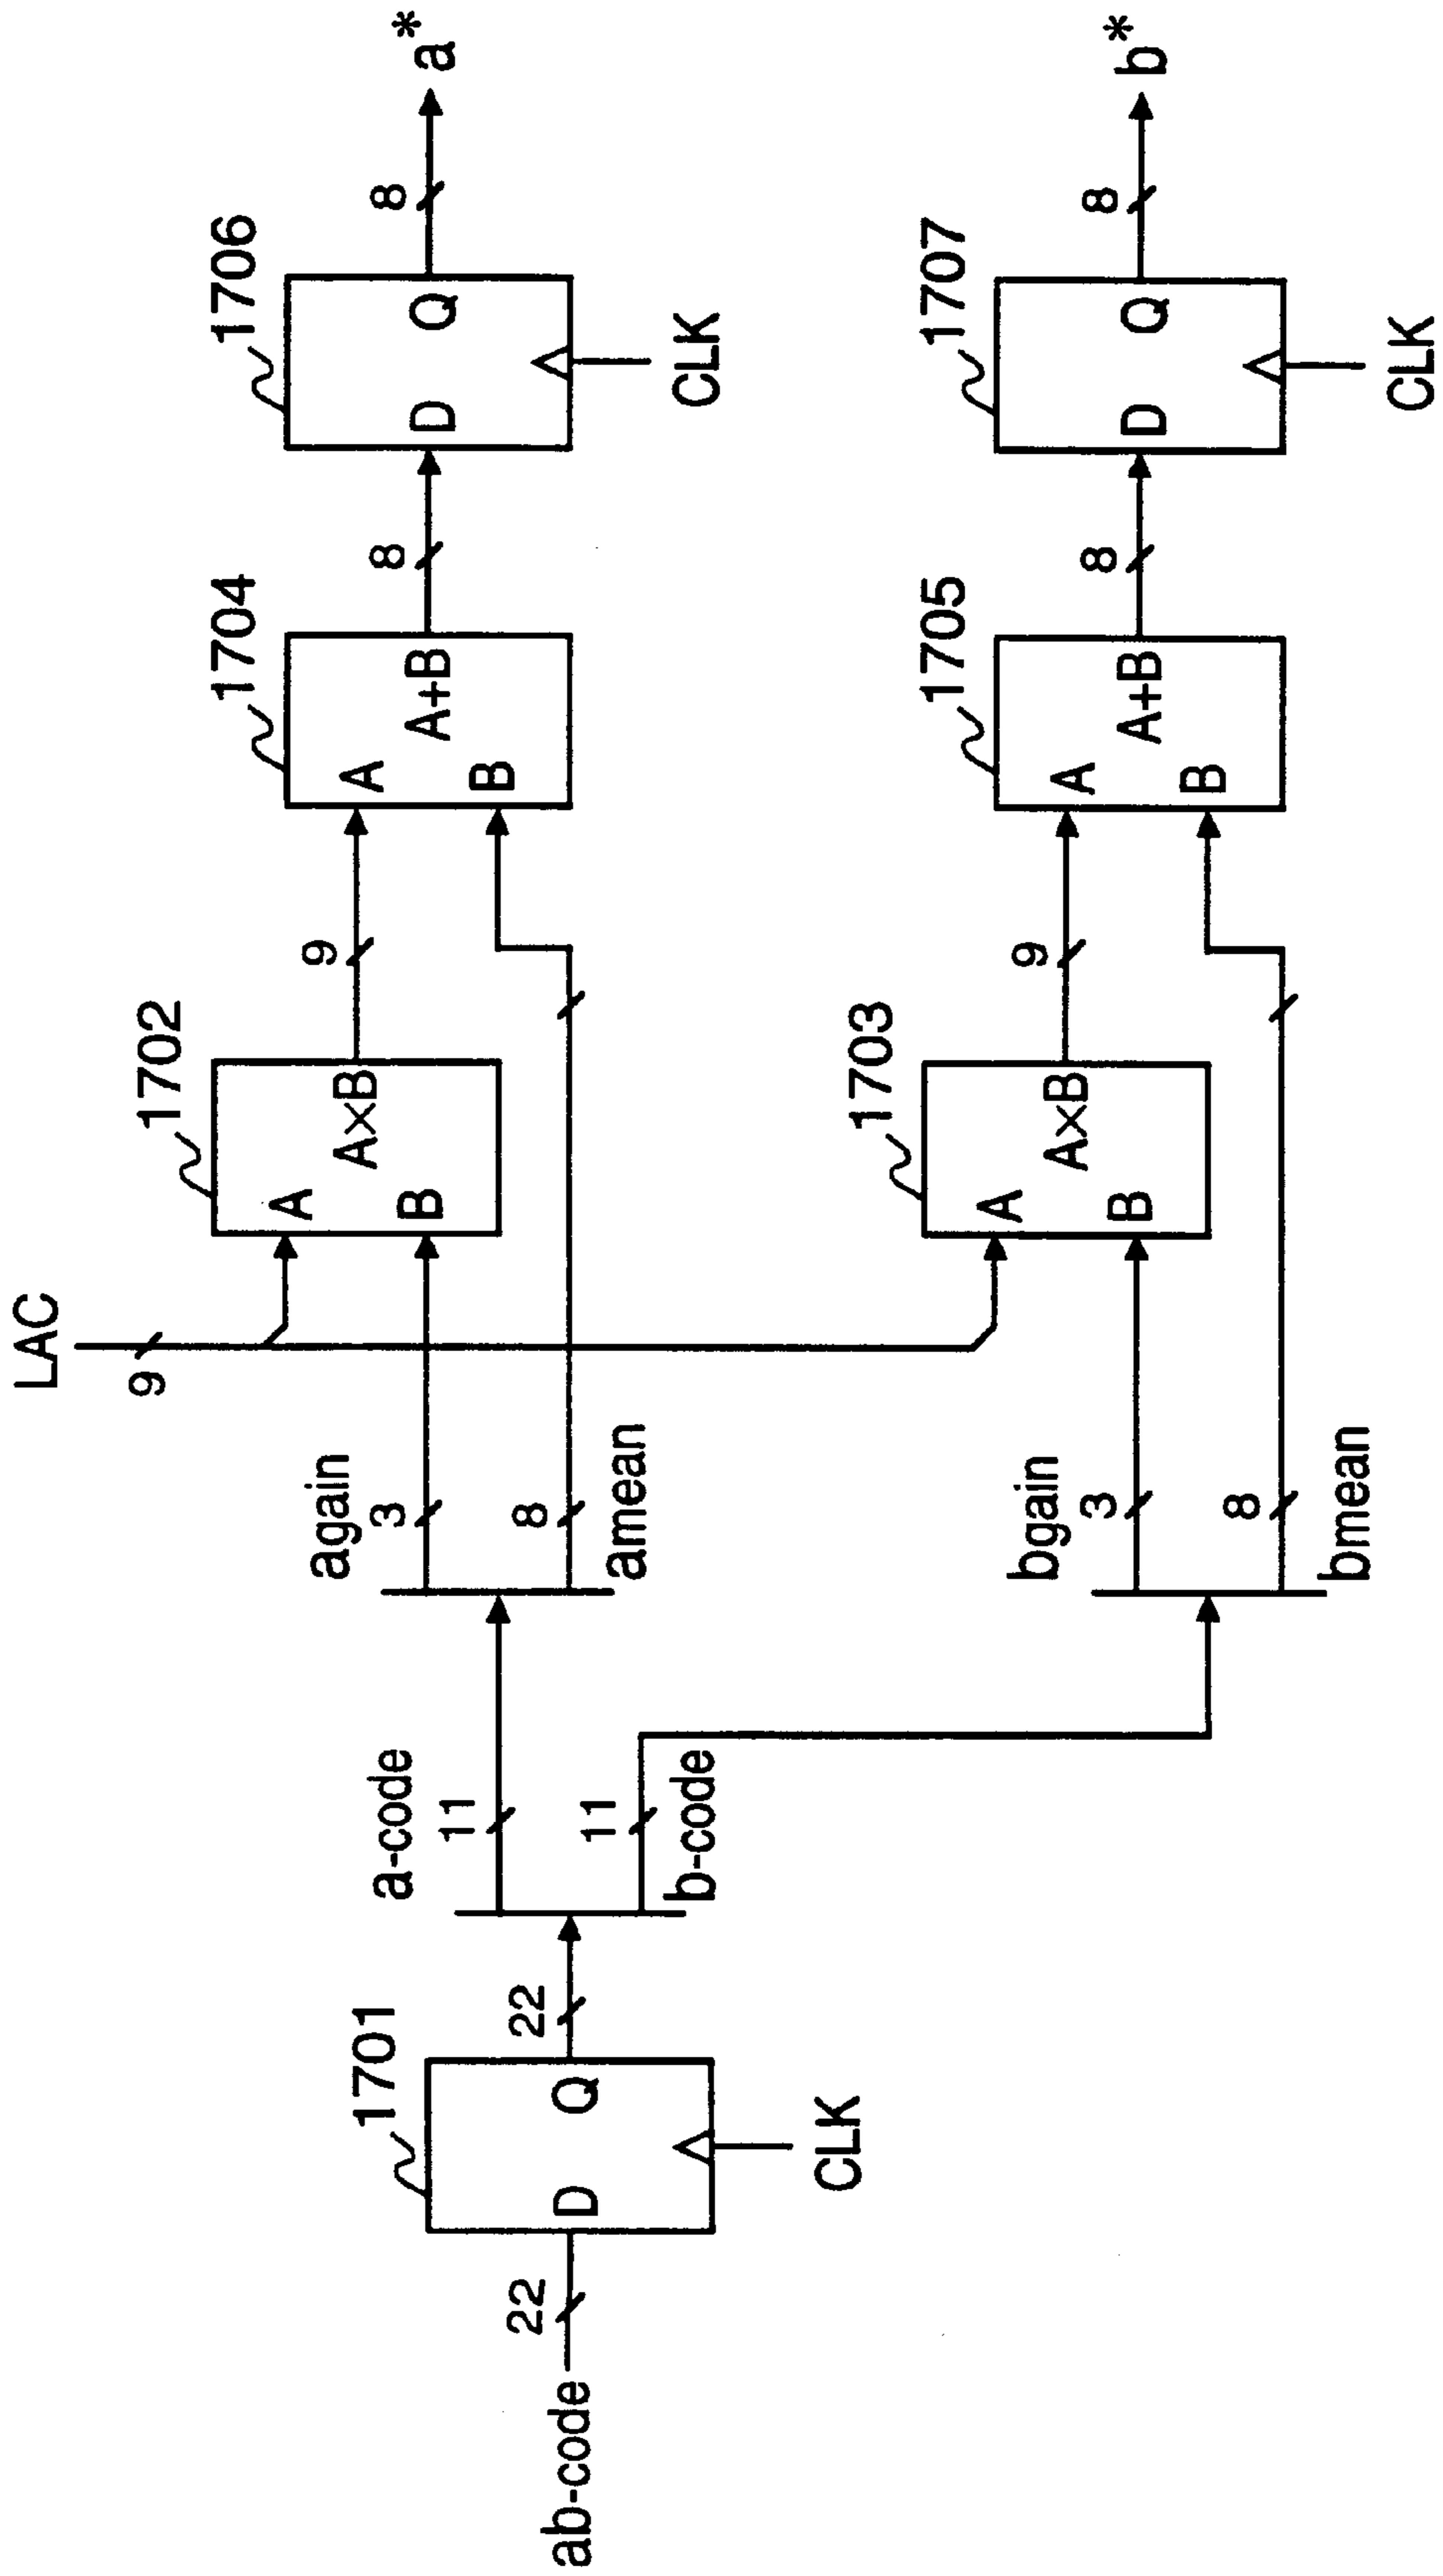 ab-code
22
1701
D Q
CLK
22
a-code
11
11
b-code
again
3
8
amean
bgain
3
8
bmean
LAC
9
1702
A
B
A×B
9
1703
A
B
A×B
9
1704
A
B
A+B
8
1705
A
B
A+B
8
1706
D Q
CLK
8
a*
1707
D Q
CLK
8
b*